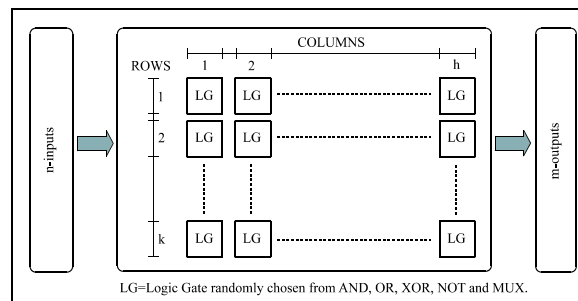 COLUMNS
ROWS
1 2 h
1 LG LG LG
2 LG LG LG
k LG LG LG
n-inputs
m-outputs
LG=Logic Gate randomly chosen from AND, OR, XOR, NOT and MUX.